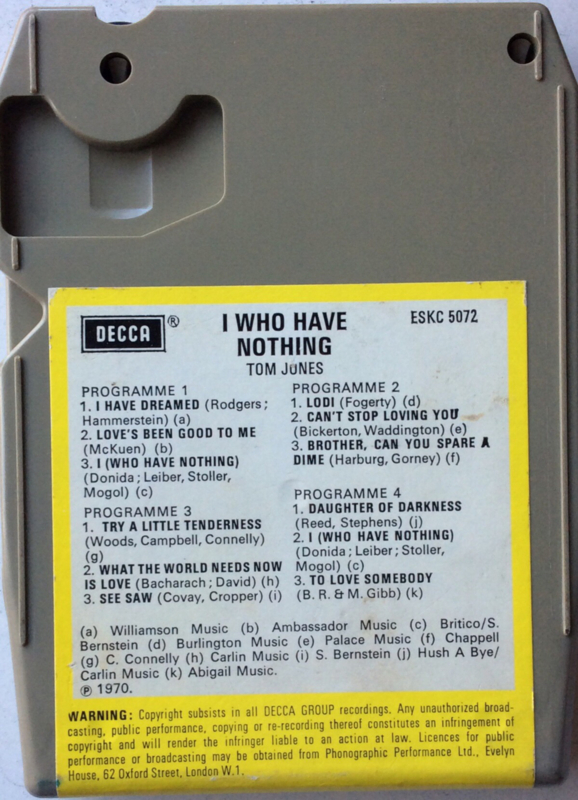 DECCA ®
I WHO HAVE
NOTHING
ESKC 5072
TOM JONES
PROGRAMME 1
1. I HAVE DREAMED (Rodgers;
Hammerstein) (a)
2. LOVE'S BEEN GOOD TO ME
(McKuen) (b)
3. I (WHO HAVE NOTHING)
(Donida; Leiber, Stoller,
Mogol) (c)
PROGRAMME 2
1. LODI (Fogerty) (d)
2. CAN'T STOP LOVING YOU
(Bickerton, Waddington) (e)
3. BROTHER, CAN YOU SPARE A
DIME (Harburg, Gorney) (f)
PROGRAMME 3
1. TRY A LITTLE TENDERNESS
(Woods, Campbell, Connelly)
(g)
2. WHAT THE WORLD NEEDS NOW
IS LOVE (Bacharach; David) (h)
3. SEE SAW (Covay, Cropper) (i)
PROGRAMME 4
1. DAUGHTER OF DARKNESS
(Reed, Stephens) (j)
2. I (WHO HAVE NOTHING)
(Donida; Leiber; Stoller,
Mogol) (c)
3. TO LOVE SOMEBODY
(B. R. & M. Gibb) (k)
(a) Williamson Music (b) Ambassador Music (c) Britico/S.
Bernstein (d) Burlington Music (e) Palace Music (f) Chappell
(g) C. Connelly (h) Carlin Music (i) S. Bernstein (j) Hush A Bye/
Carlin Music (k) Abigail Music.
℗ 1970.
WARNING: Copyright subsists in all DECCA GROUP recordings. Any unauthorized broad-
casting, public performance, copying or re-recording thereof constitutes an infringement of
copyright and will render the infringer liable to an action at law. Licences for public
performance or broadcasting may be obtained from Phonographic Performance Ltd., Evelyn
House, 62 Oxford Street, London W.1.